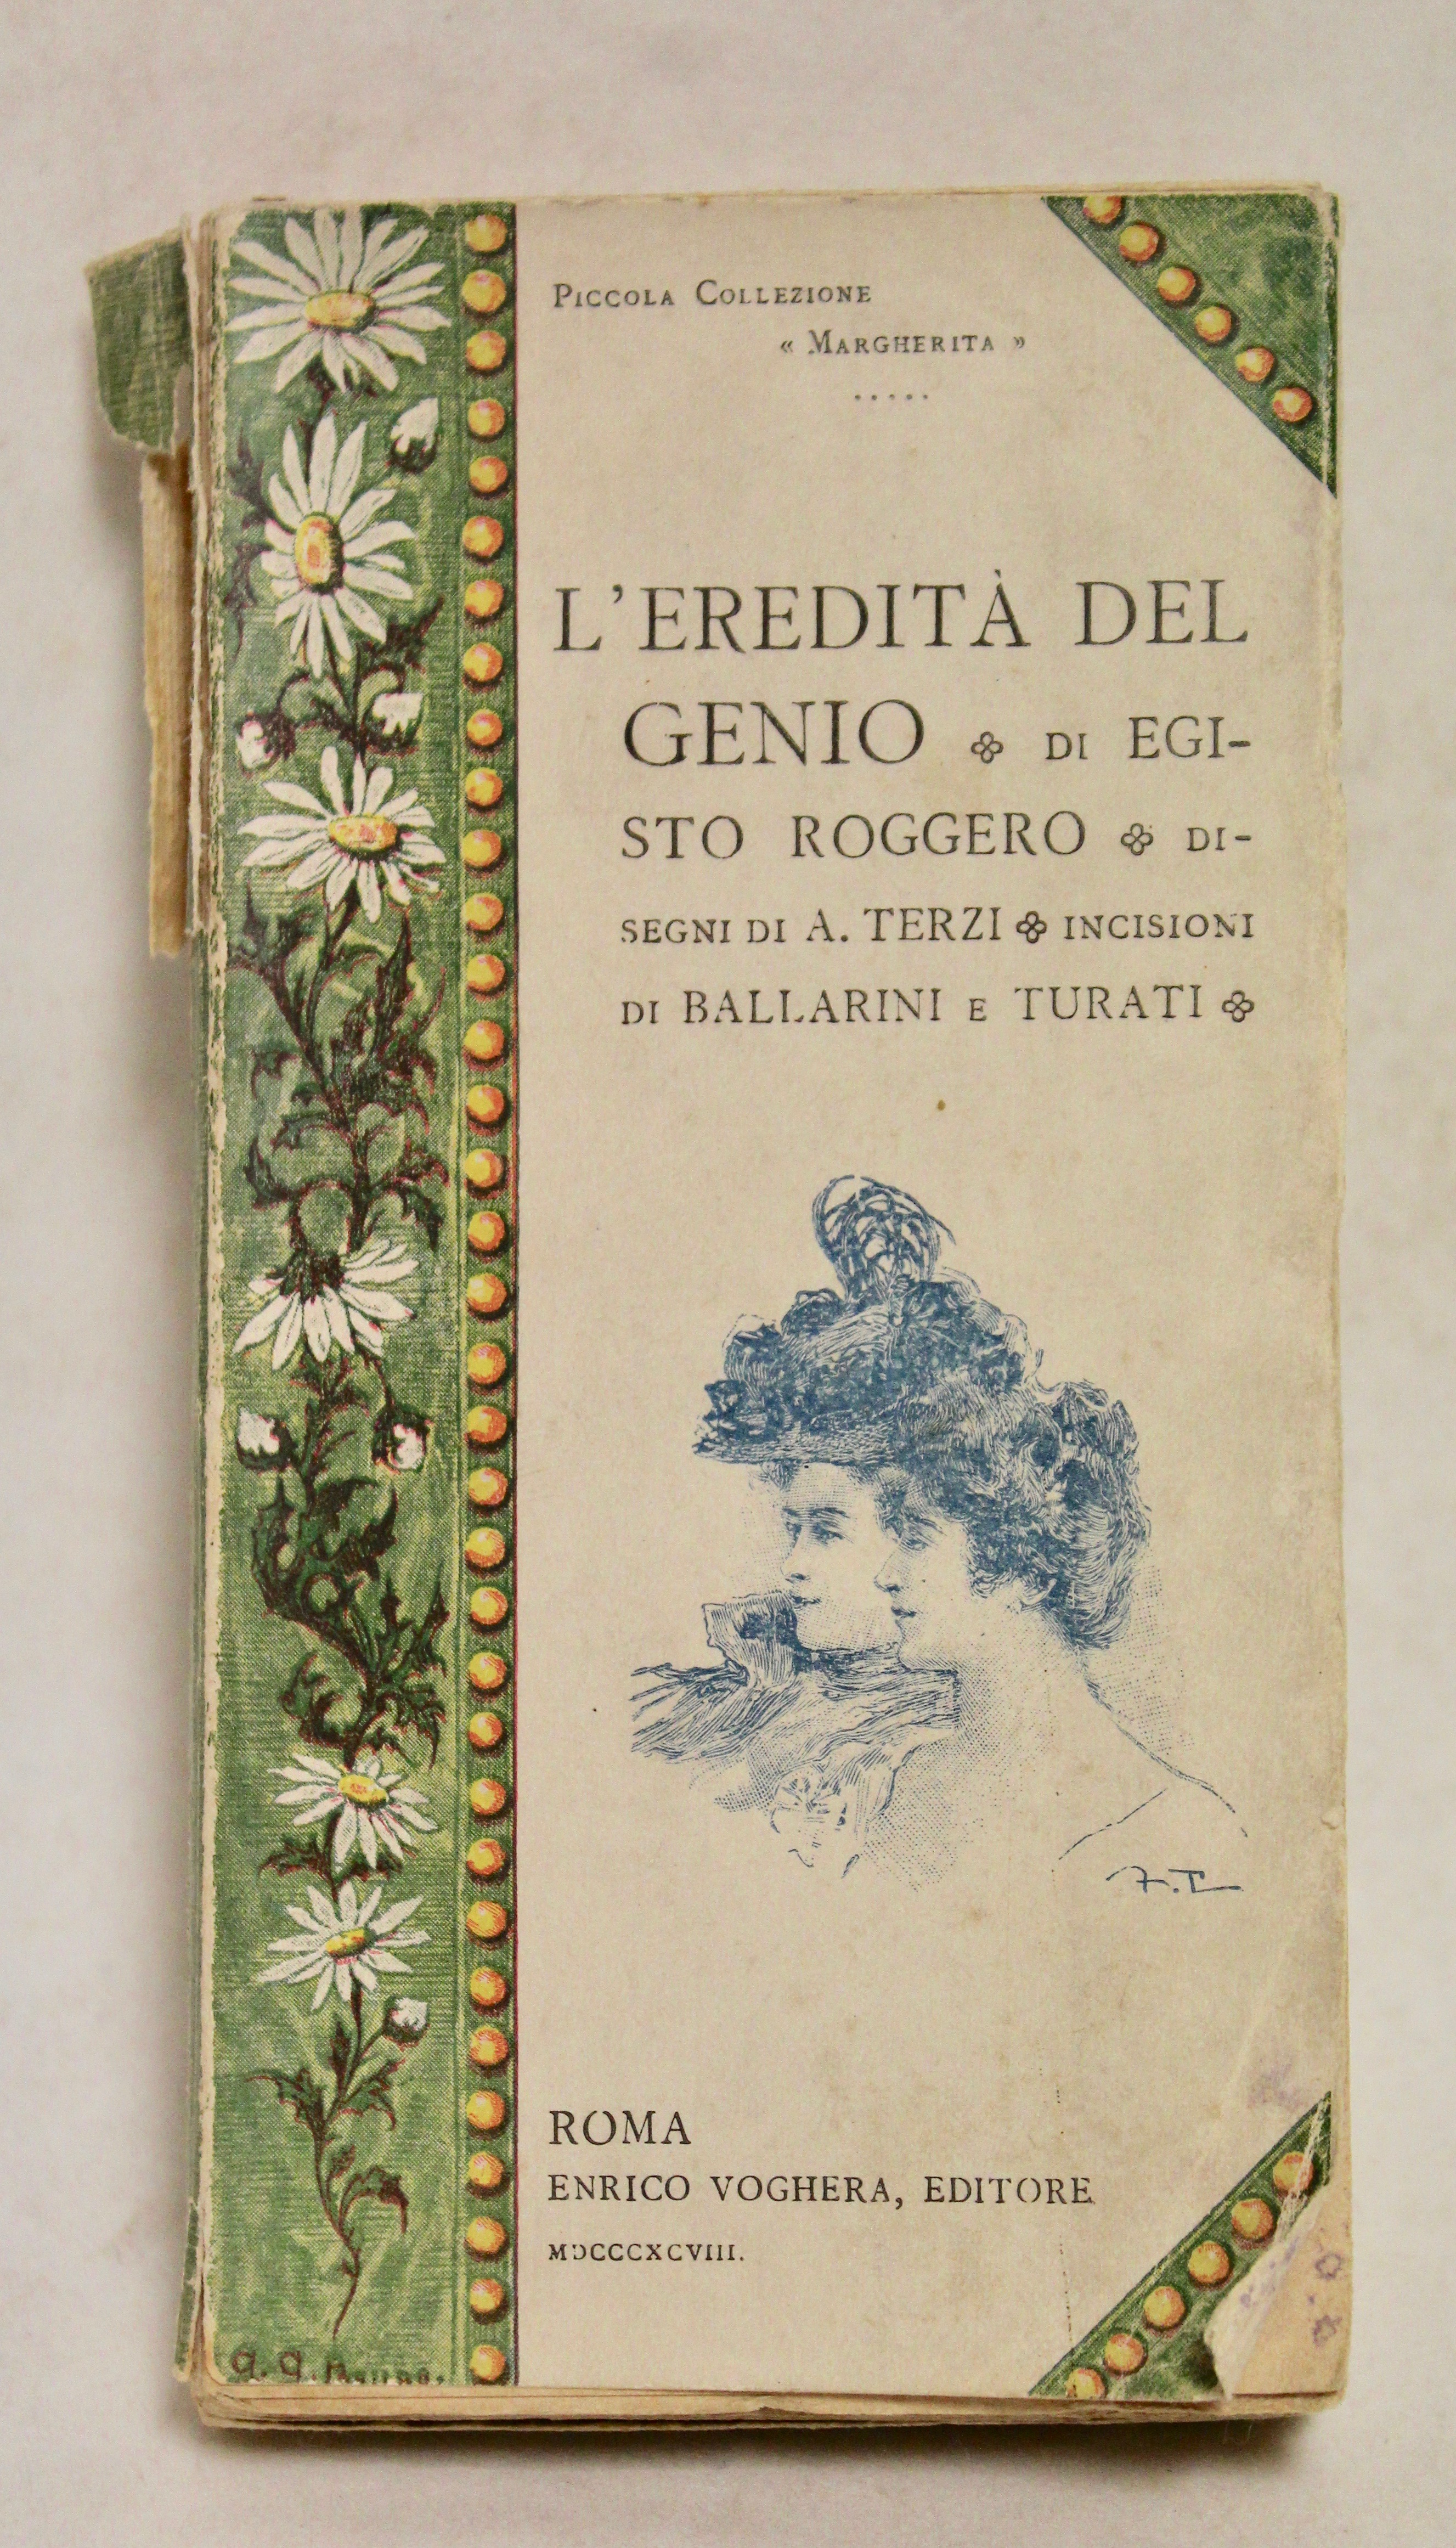 Piccola Collezione
« Margherita »
L'EREDITÀ DEL
GENIO DI EGI-
STO ROGGERO DI-
SEGNI DI A. TERZI INCISIONI
DI BALLARINI E TURATI
A.T.
ROMA
ENRICO VOGHERA, EDITORE
MDCCCXCVIII.